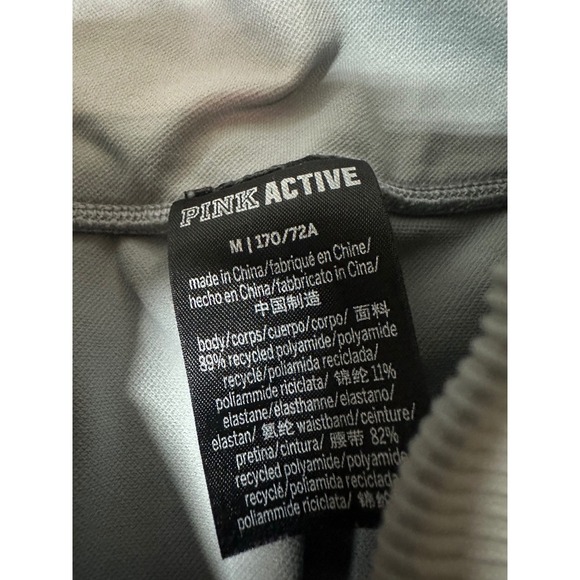 PINK ACTIVE
M | 170/72A
made in China/fabriqué en Chine/
hecho en China/fabbricato in Cina/
中国制造
body/corps/cuerpo/corpo/ 面料
89% recycled polyamide/polyamide
recyclé/poliamida reciclada/
poliammide riciclata/ 锦纶 11%
elastane/élasthanne/elastano/
elastan/ 氨纶 waistband/ceinture/
pretina/cintura/ 腰带 82%
recycled polyamide/polyamide
recyclé/poliamida reciclada/
poliammide riciclata/ 锦纶